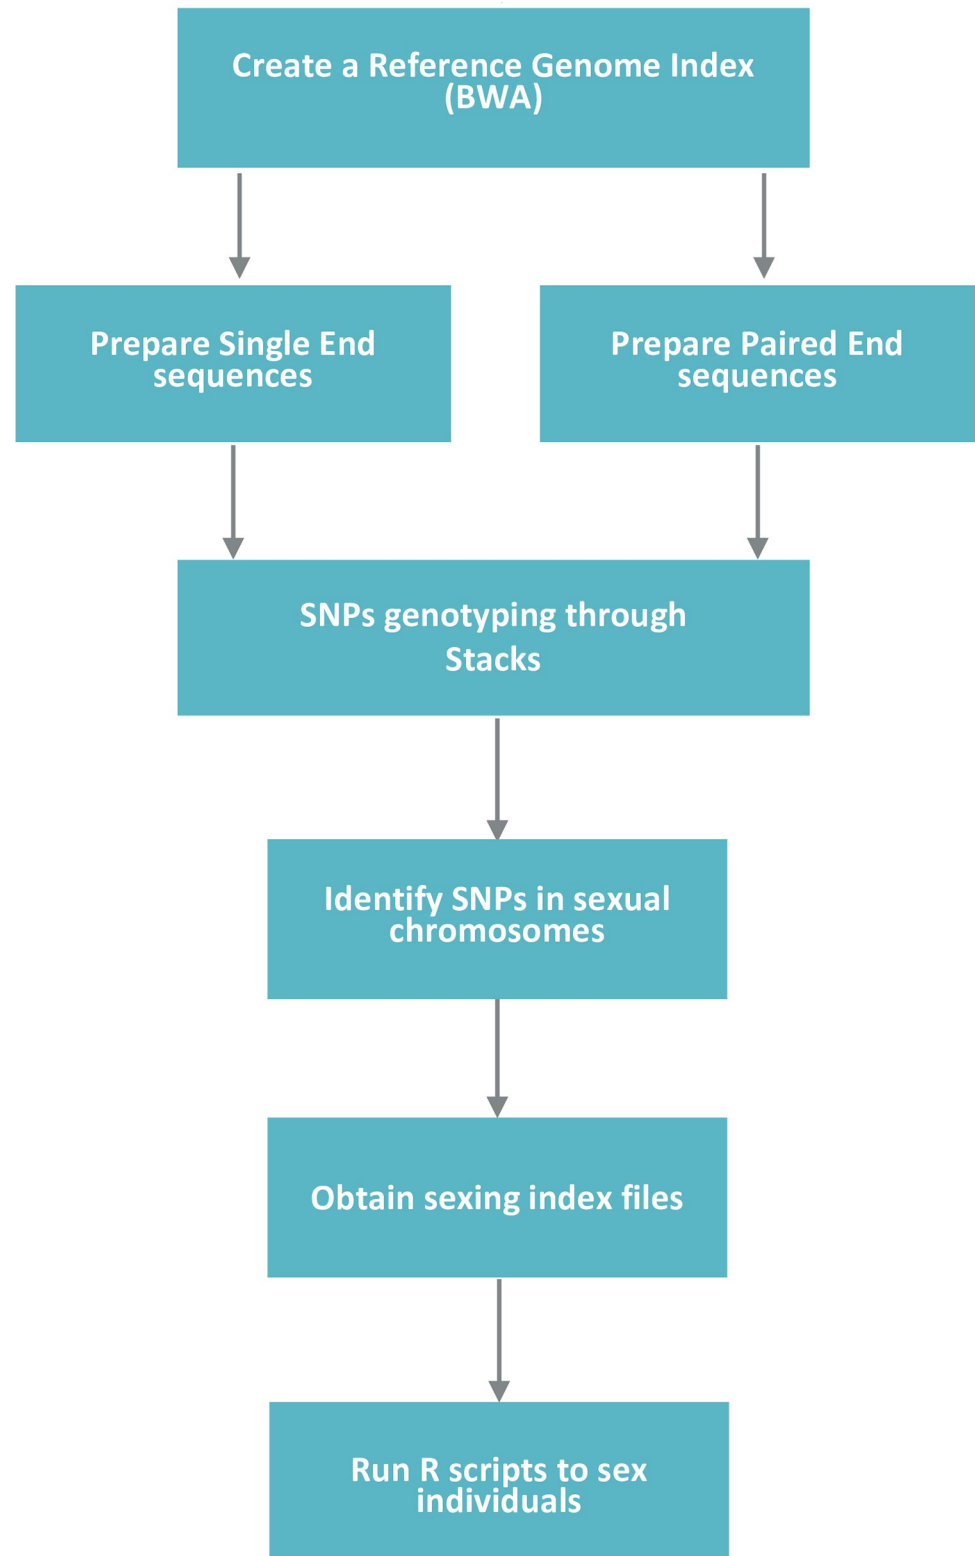 Create a Reference Genome Index
(BWA)
Prepare Single End
sequences
Prepare Paired End
sequences
SNPs genotyping through
Stacks
Identify SNPs in sexual
chromosomes
Obtain sexing index files
Run R scripts to sex
individuals